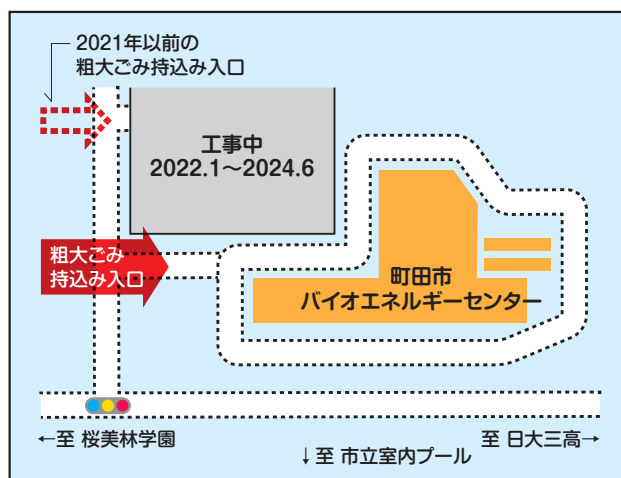 2021年以前の
粗大ごみ持込み入口
工事中
2022.1〜2024.6
粗大ごみ
持込み入口
町田市
バイオエネルギーセンター
←至 桜美林学園
至 日大三高→
↓至 市立室内プール